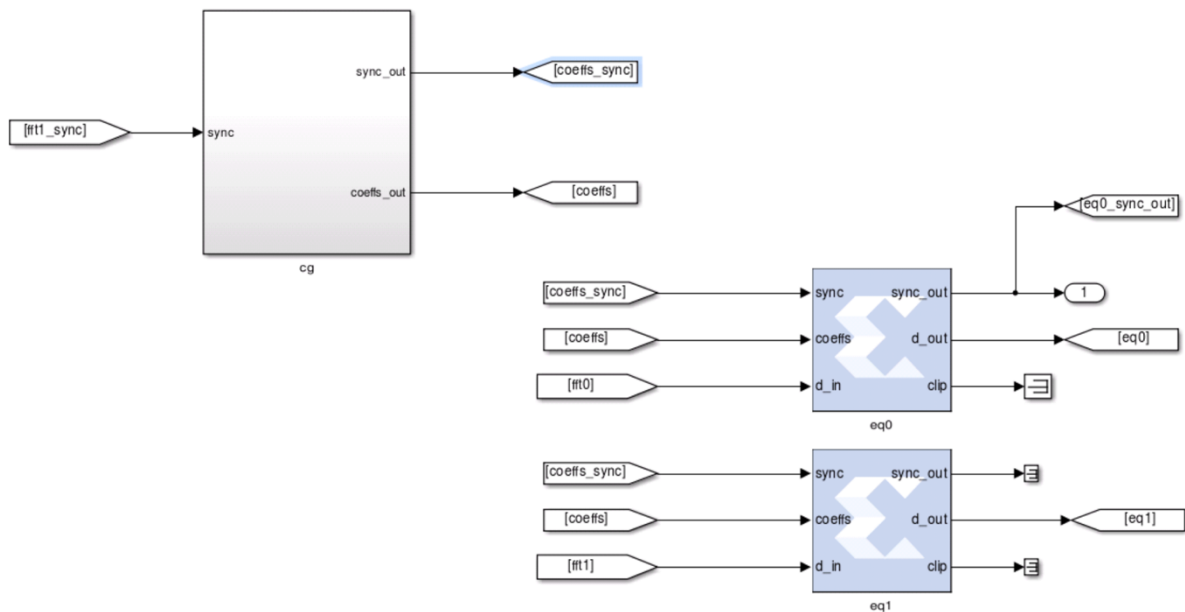 sync_out
[coeffs_sync]
[fft1_sync]
sync
coeffs_out
[coeffs]
cg
[eq0_sync_out]
[coeffs_sync]
sync
sync_out
1
[coeffs]
coeffs
d_out
[eq0]
[fft0]
d_in
clip
eq0
[coeffs_sync]
sync
sync_out
[coeffs]
coeffs
d_out
[eq1]
[fft1]
d_in
clip
eq1